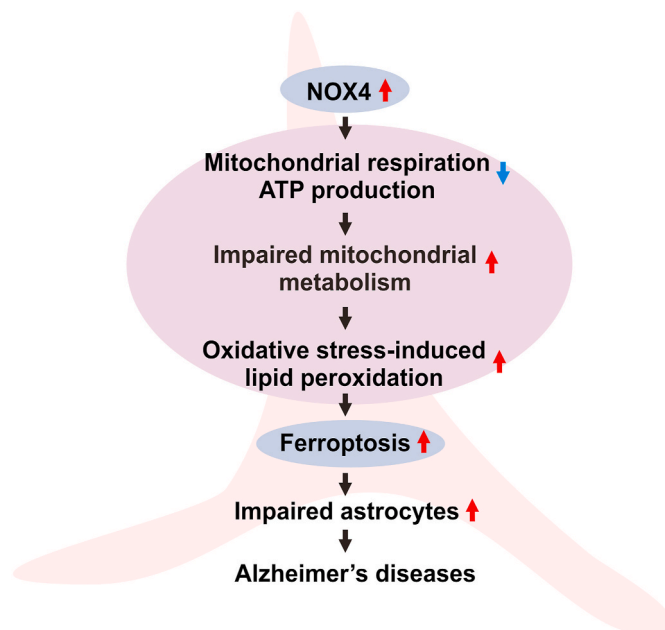 NOX4
Mitochondrial respiration
ATP production
Impaired mitochondrial
metabolism
Oxidative stress-induced
lipid peroxidation
Ferroptosis
Impaired astrocytes
Alzheimer’s diseases